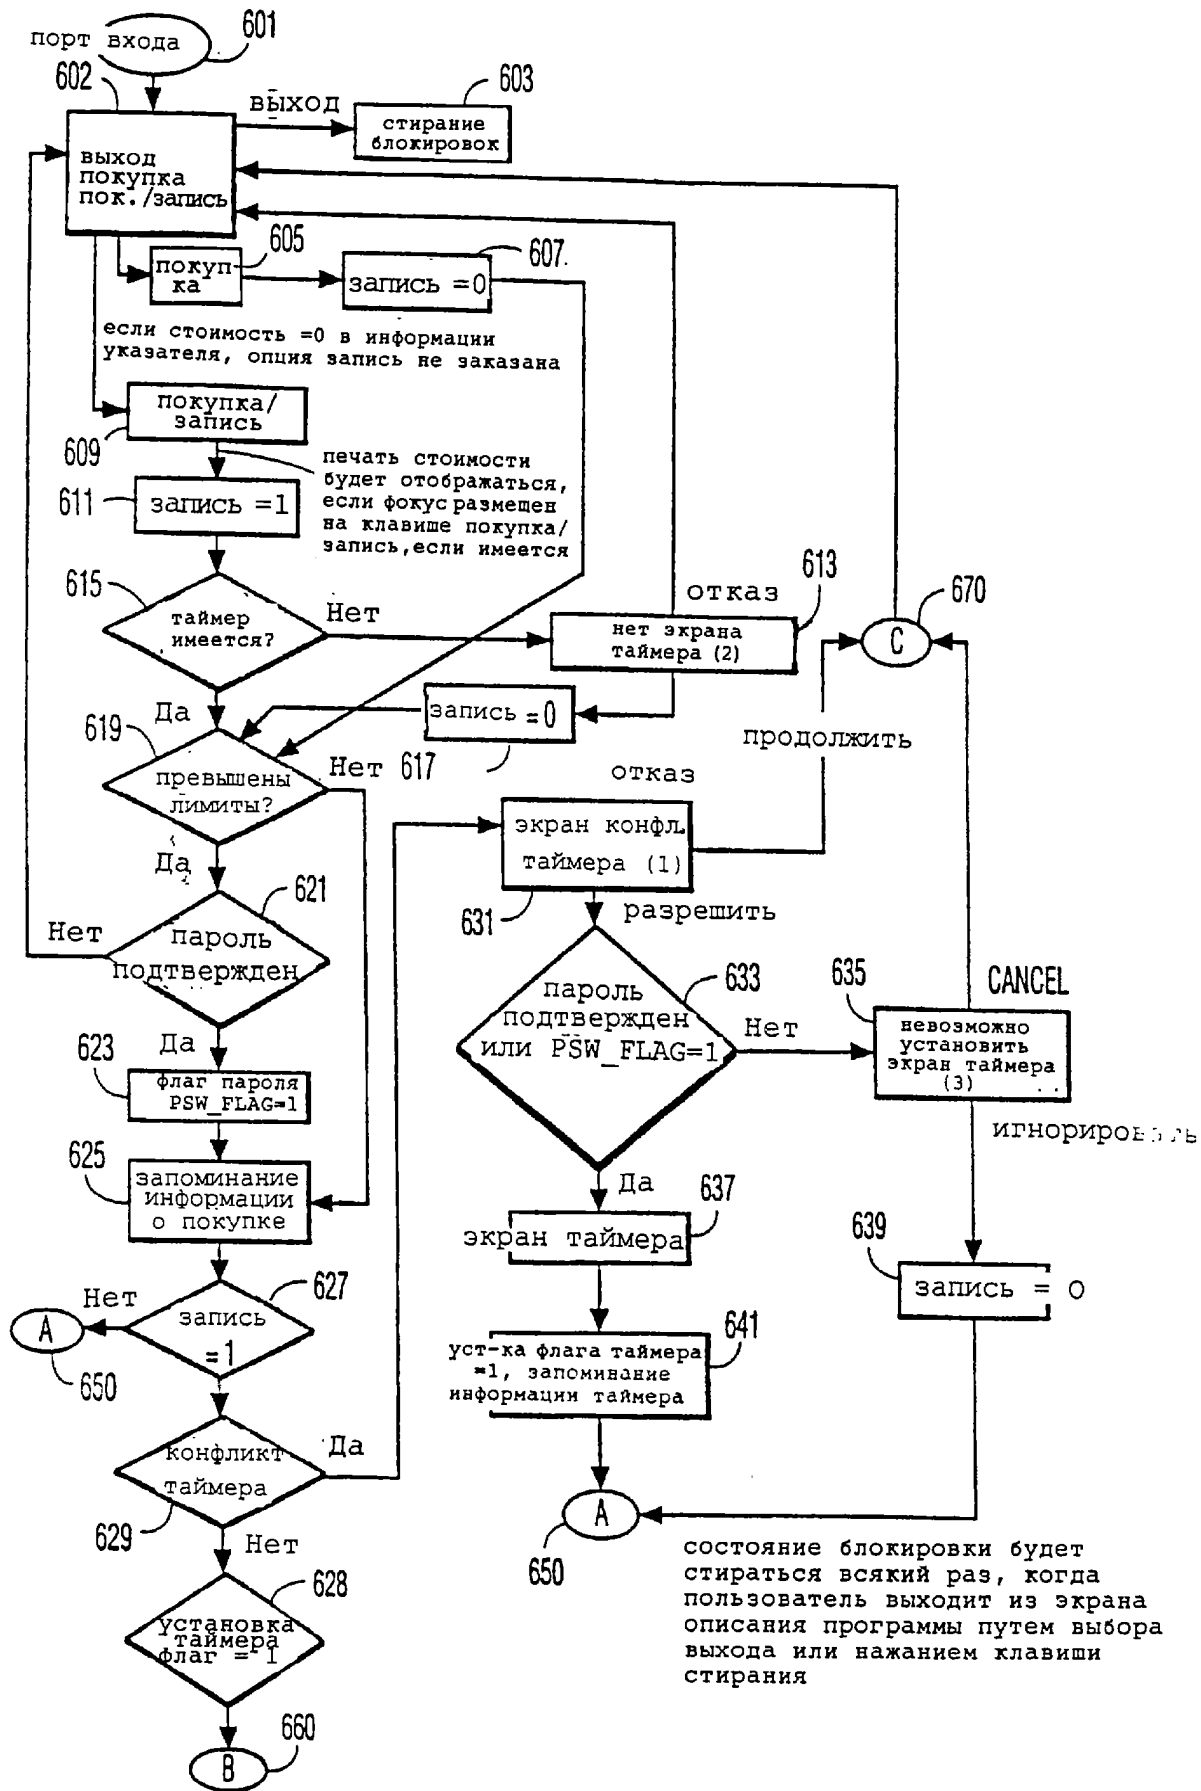 601
порт входа
602
603
выход
стирание
блокировок
выход
покупка
пок./запись
605
607
покуп-
ка
запись =0
если стоимость =0 в информации
указателя, опция запись не заказана
покупка/
запись
609
печать стоимости
будет отображаться,
если фокус размещен
на клавише покупка/
запись,если имеется
611
запись =1
615
таймер
имеется?
Нет
613
отказ
нет экрана
таймера (2)
670
C
Да
запись =0
617
продолжить
619
превышены
лимиты?
Нет
отказ
экран конфл.
таймера (1)
631
разрешить
Да
621
Нет
пароль
подтвержден
633
пароль
подтвержден
или PSW_FLAG=1
Нет
635
CANCEL
невозможно
установить
экран таймера
(3)
игнорировать
Да
623
флаг пароля
PSW_FLAG=1
625
запоминание
информации
о покупке
Да
637
экран таймера
639
запись = 0
627
Нет
запись
=1
A
650
641
уст-ка флага таймера
=1, запоминание
информации таймера
конфликт
таймера
Да
629
Нет
A
650
628
установка
таймера
флаг = 1
состояние блокировки будет
стираться всякий раз, когда
пользователь выходит из экрана
описания программы путем выбора
выхода или нажанием клавиши
стирания
660
B